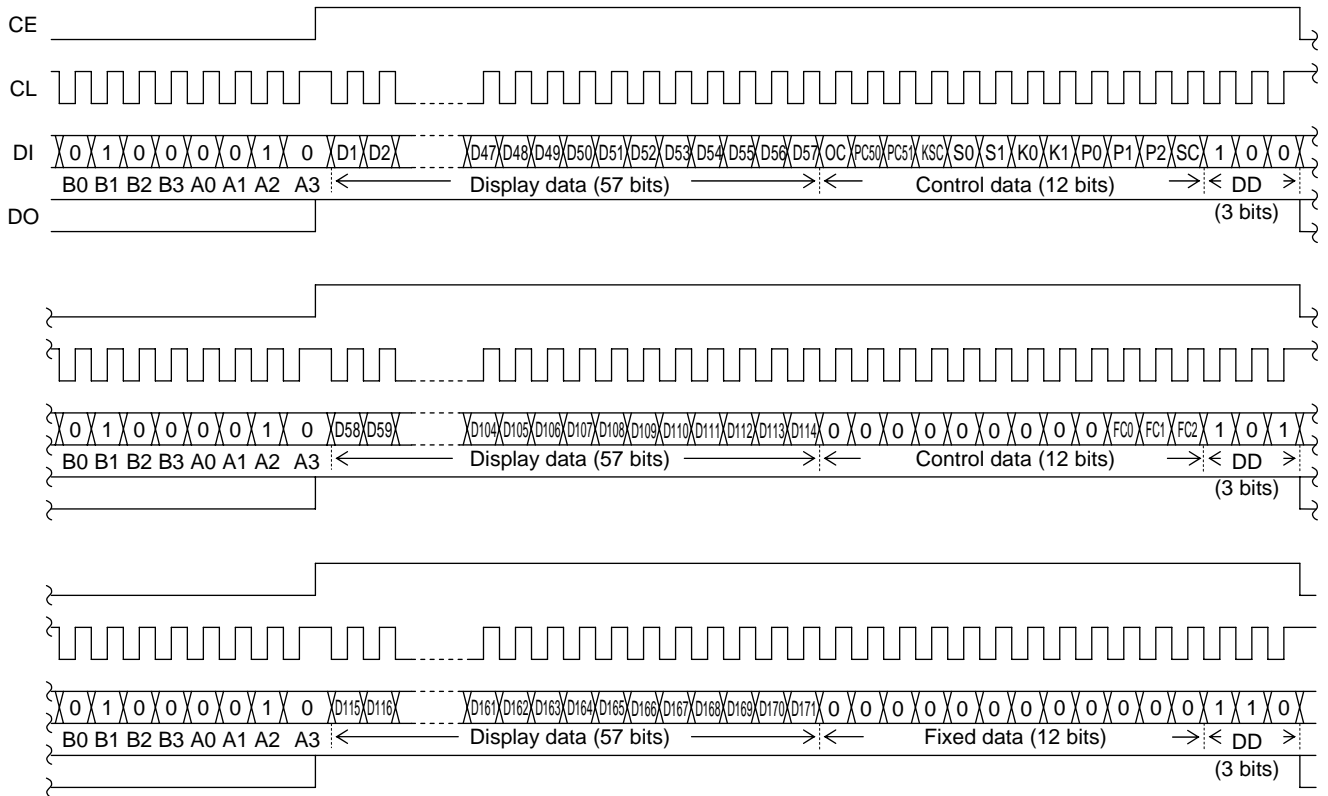 CE
CL
DI 0 1 0 0 0 0 1 0 D1 D2 D47 D48 D49 D50 D51 D52 D53 D54 D55 D56 D57 OC PC50 PC51 KSC S0 S1 K0 K1 P0 P1 P2 SC 1 0 0
B0 B1 B2 B3 A0 A1 A2 A3 Display data (57 bits) Control data (12 bits) DD
(3 bits)
DO
0 1 0 0 0 0 1 0 D58 D59 D104 D105 D106 D107 D108 D109 D110 D111 D112 D113 D114 0 0 0 0 0 0 0 0 0 FC0 FC1 FC2 1 0 1
B0 B1 B2 B3 A0 A1 A2 A3 Display data (57 bits) Control data (12 bits) DD
(3 bits)
0 1 0 0 0 0 1 0 D115 D116 D161 D162 D163 D164 D165 D166 D167 D168 D169 D170 D171 0 0 0 0 0 0 0 0 0 0 0 0 1 1 0
B0 B1 B2 B3 A0 A1 A2 A3 Display data (57 bits) Fixed data (12 bits) DD
(3 bits)